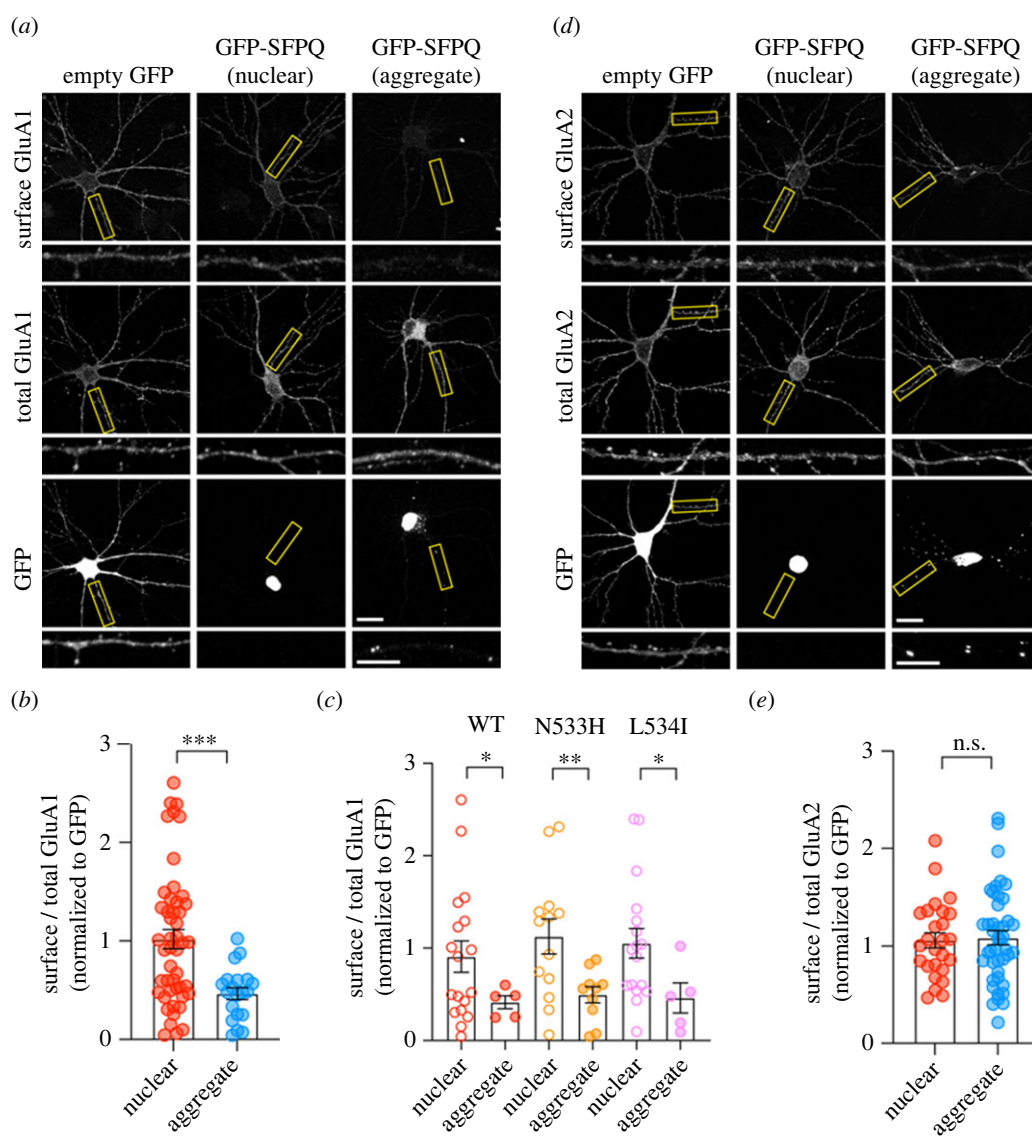 (a)
GFP-SFPQ GFP-SFPQ
empty GFP (nuclear) (aggregate)
surface GluA1
total GluA1
GFP
(d)
GFP-SFPQ GFP-SFPQ
empty GFP (nuclear) (aggregate)
surface GluA2
total GluA2
GFP
(b)
***
3
2
1
0
surface / total GluA1
(normalized to GFP)
nuclear
aggregate
(c)
WT N533H L534I
* ** *
3
2
1
0
surface / total GluA1
(normalized to GFP)
nuclear
aggregate
nuclear
aggregate
nuclear
aggregate
(e)
n.s.
3
2
1
0
surface / total GluA2
(normalized to GFP)
nuclear
aggregate